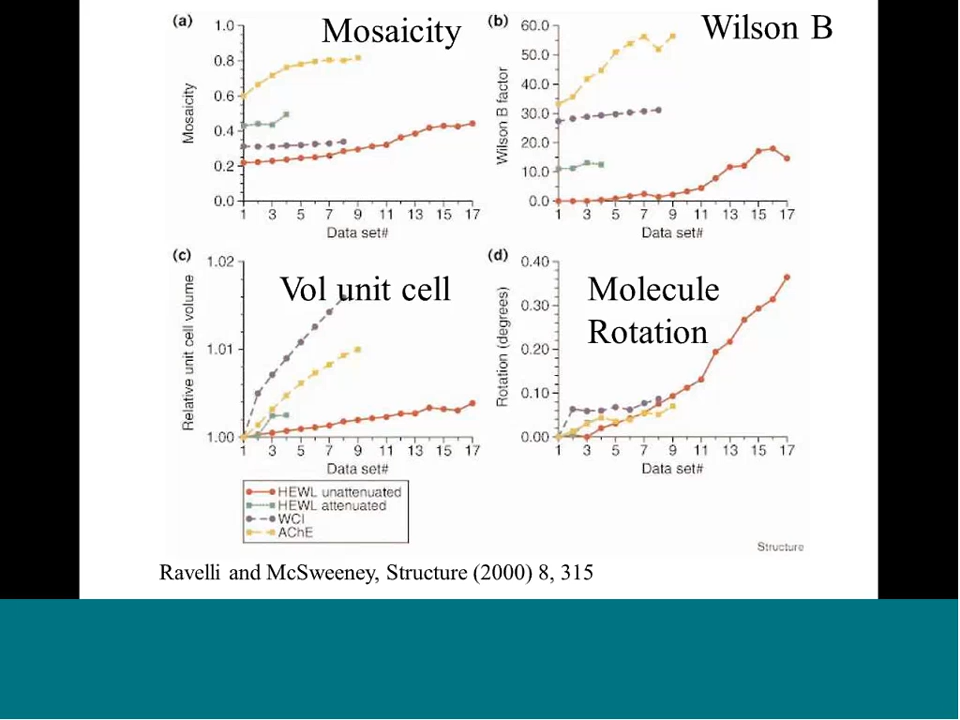 (a)
Mosaicity
1.0
0.8
0.6
0.4
0.2
0.0
Mosaicity
1 3 5 7 9 11 13 15 17
Data set#
(b)
Wilson B
60.0
50.0
40.0
30.0
20.0
10.0
0.0
Wilson B factor
1 3 5 7 9 11 13 15 17
Data set#
(c)
Vol unit cell
1.02
1.01
1.00
Relative unit cell volume
1 3 5 7 9 11 13 15 17
Data set#
(d)
Molecule
Rotation
0.40
0.30
0.20
0.10
0.00
Rotation (degrees)
1 3 5 7 9 11 13 15 17
Data set#
HEWL unattenuated
HEWL attenuated
WCI
AChE
Structure
Ravelli and McSweeney, Structure (2000) 8, 315